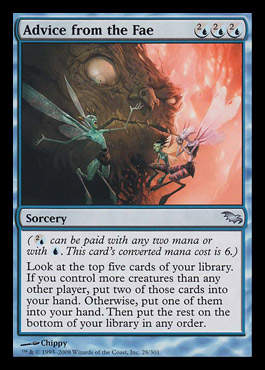 Advice from the Fae
Sorcery
( can be paid with any two mana or
with . This card's converted mana cost is 6.)
Look at the top five cards of your library.
If you control more creatures than any
other player, put two of those cards into
your hand. Otherwise, put one of them
into your hand. Then put the rest on the
bottom of your library in any order.
Chippy
™ & © 1993–2008 Wizards of the Coast, Inc. 28/301